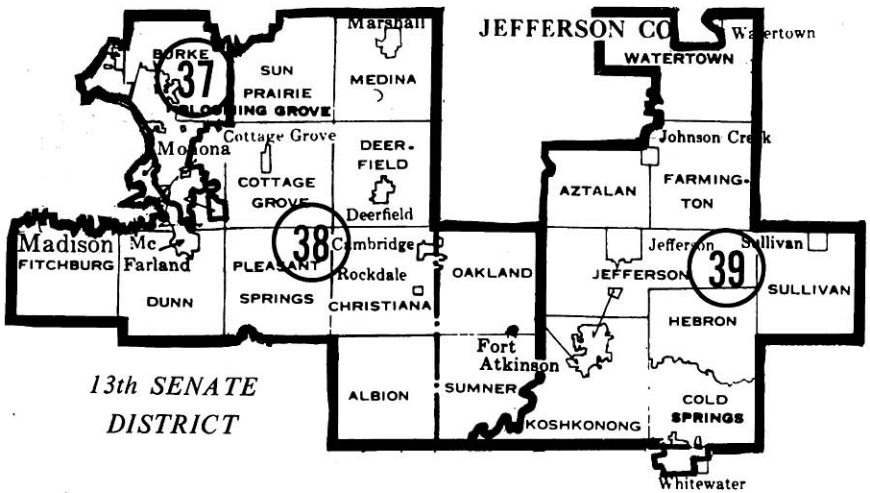 Marshall
JEFFERSON CO
Watertown
BURKE
WATERTOWN
37
SUN
PRAIRIE
MEDINA
BLOOMING GROVE
Cottage Grove
Monona
DEER-
FIELD
Johnson Creek
COTTAGE
GROVE
AZTALAN
FARMING-
TON
Deerfield
Madison
Mc
Farland
38
Cambridge
Jefferson
39
Sullivan
FITCHBURG
PLEASANT
SPRINGS
Rockdale
OAKLAND
JEFFERSON
SULLIVAN
DUNN
CHRISTIANA
HEBRON
Fort
Atkinson
13th SENATE
DISTRICT
ALBION
SUMNER
COLD
SPRINGS
KOSHKONONG
Whitewater